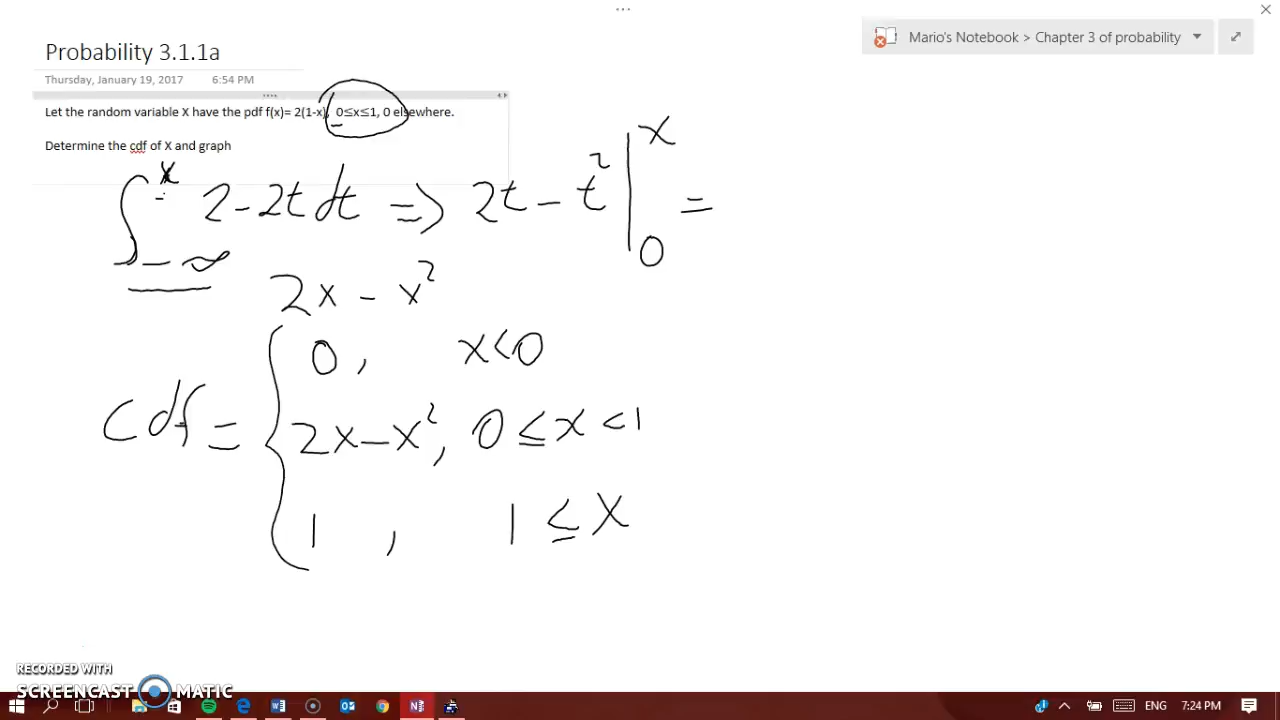 Probability 3.1.1a
Mario's Notebook > Chapter 3 of probability
Thursday, January 19, 2017 6:54 PM
Let the random variable X have the pdf f(x)= 2(1-x), 0≤x≤1, 0 elsewhere.
Determine the cdf of X and graph
∫_{-∞}^{x} 2-2t dt => 2t - t² |_0^x =
2x - x²
cdf = { 0, x<0
2x-x², 0≤x<1
1, 1≤x
RECORDED WITH
SCREENCAST MATIC
ENG 7:24 PM